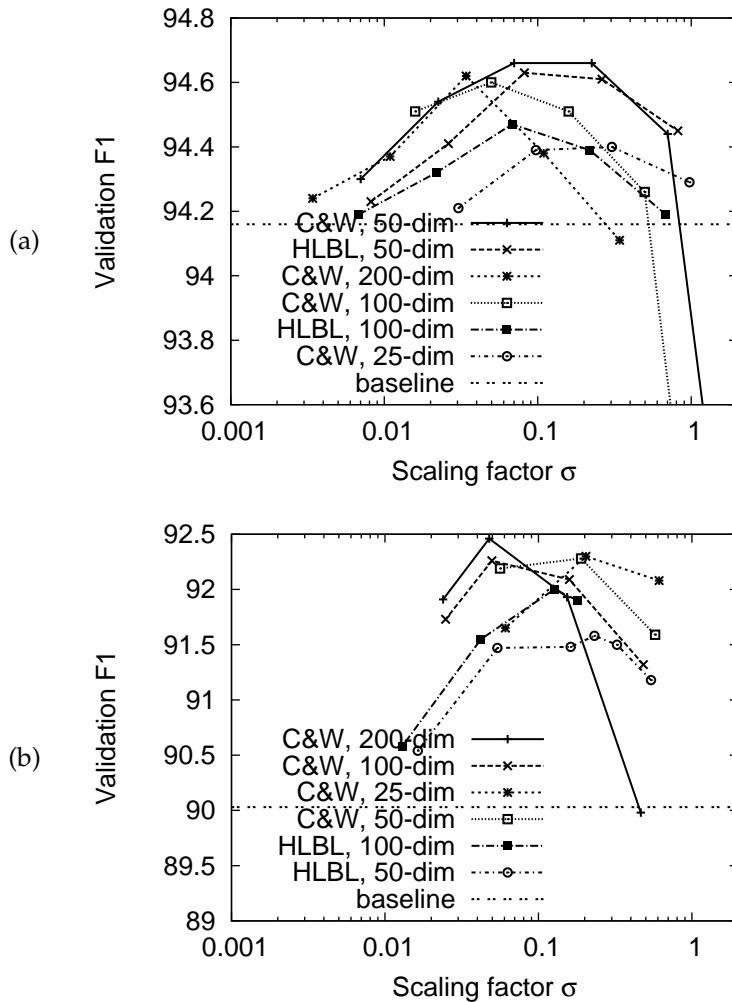 94.8
94.6
94.4
94.2
94
93.8
93.6
Validation F1
(a)
C&W, 50-dim
HLBL, 50-dim
C&W, 200-dim
C&W, 100-dim
HLBL, 100-dim
C&W, 25-dim
baseline
0.001 0.01 0.1 1
Scaling factor σ
92.5
92
91.5
91
90.5
90
89.5
89
Validation F1
(b)
C&W, 200-dim
C&W, 100-dim
C&W, 25-dim
C&W, 50-dim
HLBL, 100-dim
HLBL, 50-dim
baseline
0.001 0.01 0.1 1
Scaling factor σ